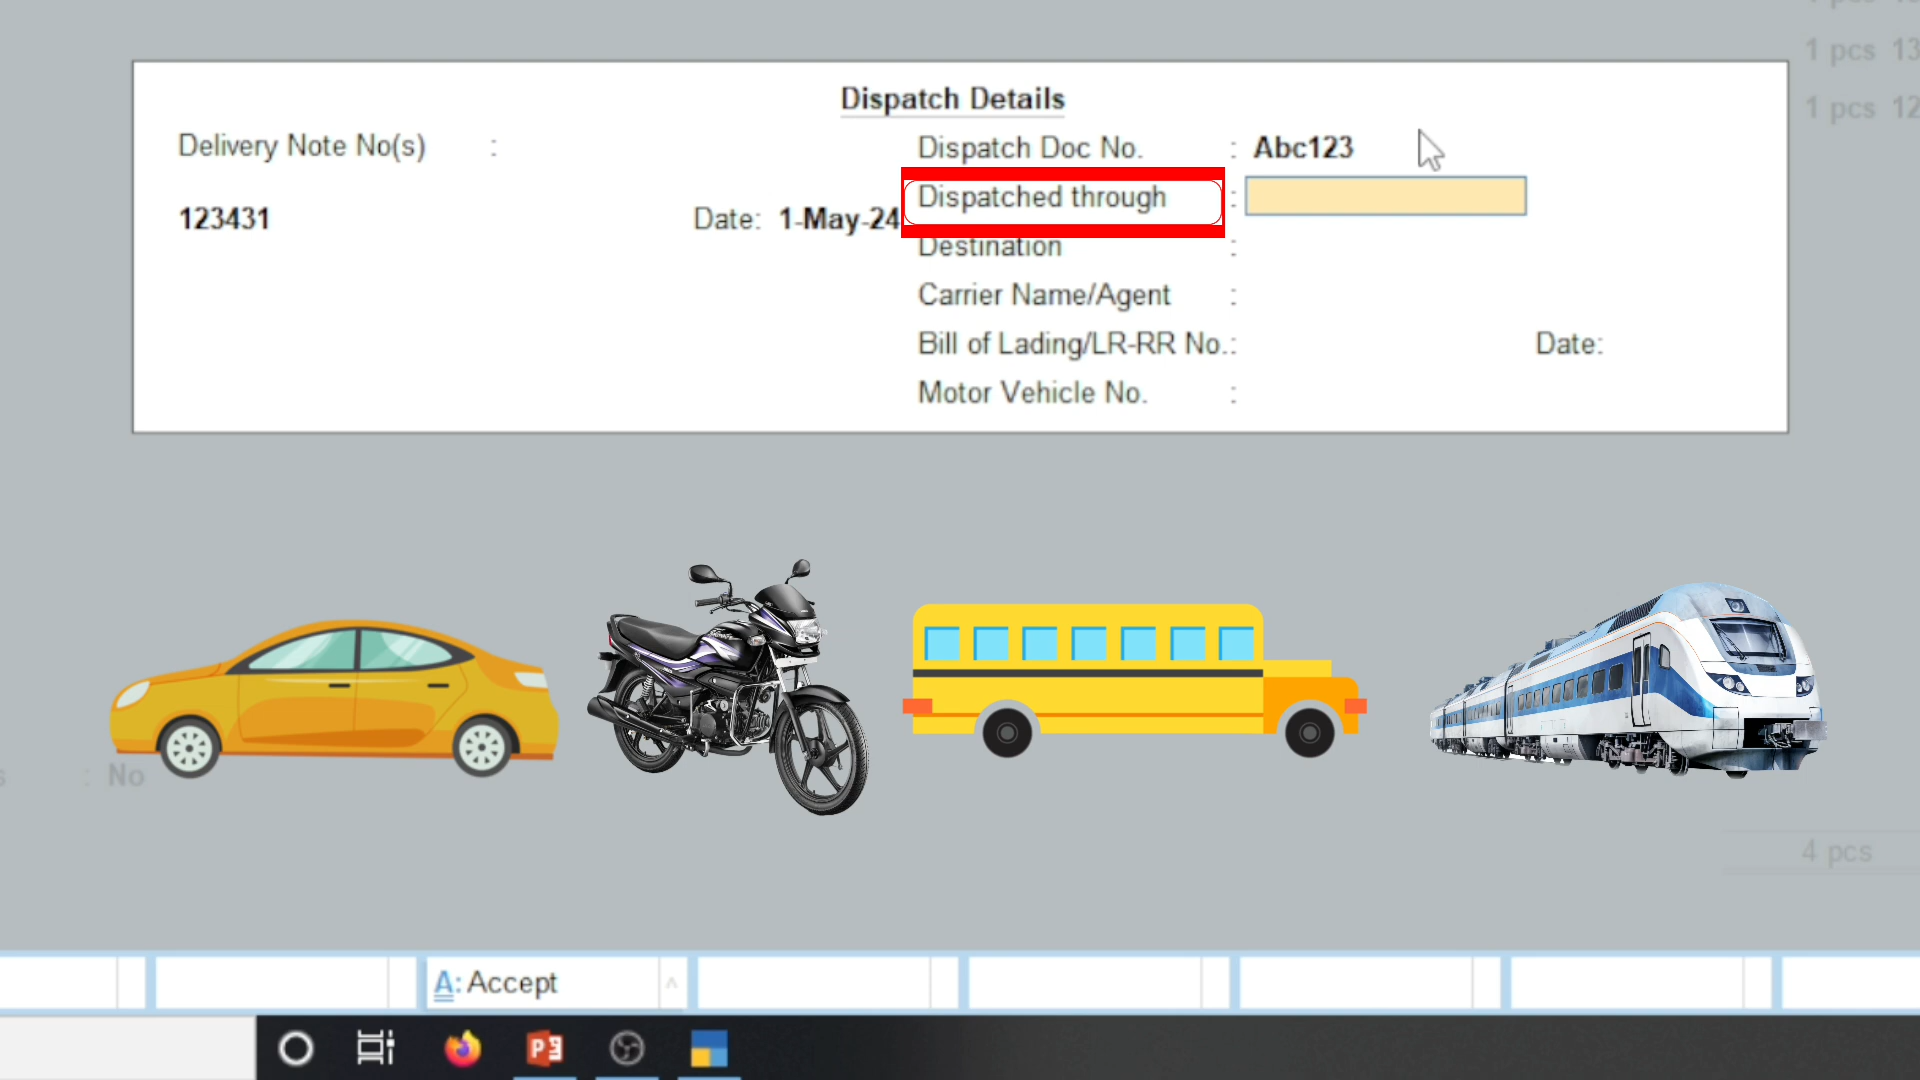 1 pcs 13
1 pcs 12
Dispatch Details
Delivery Note No(s) :
Dispatch Doc No. : Abc123
Dispatched through :
123431 Date: 1-May-24
Destination :
Carrier Name/Agent :
Bill of Lading/LR-RR No.: Date:
Motor Vehicle No. :
: No
4 pcs
A: Accept